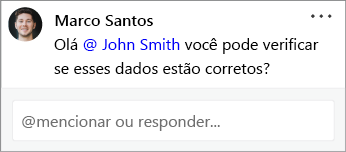 Marco Santos
Olá @ John Smith você pode verificar
se esses dados estão corretos?
@mencionar ou responder...